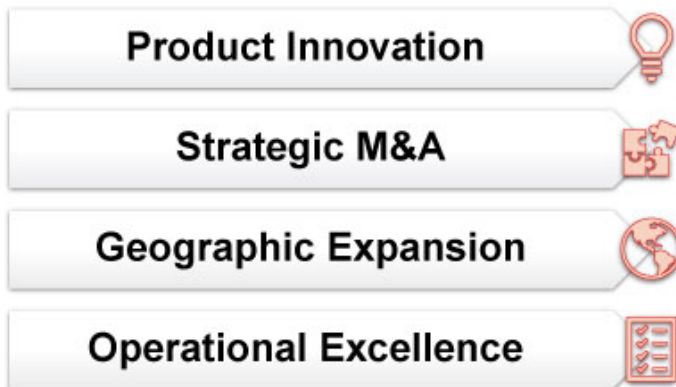 Product Innovation
Strategic M&A
Geographic Expansion
Operational Excellence